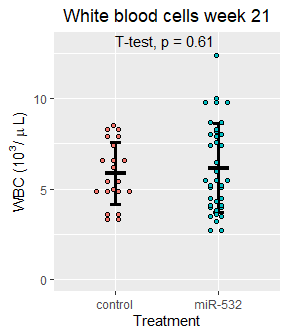 White blood cells week 21
T-test, p = 0.61
WBC (10³/ μ L)
10
5
0
control
miR-532
Treatment